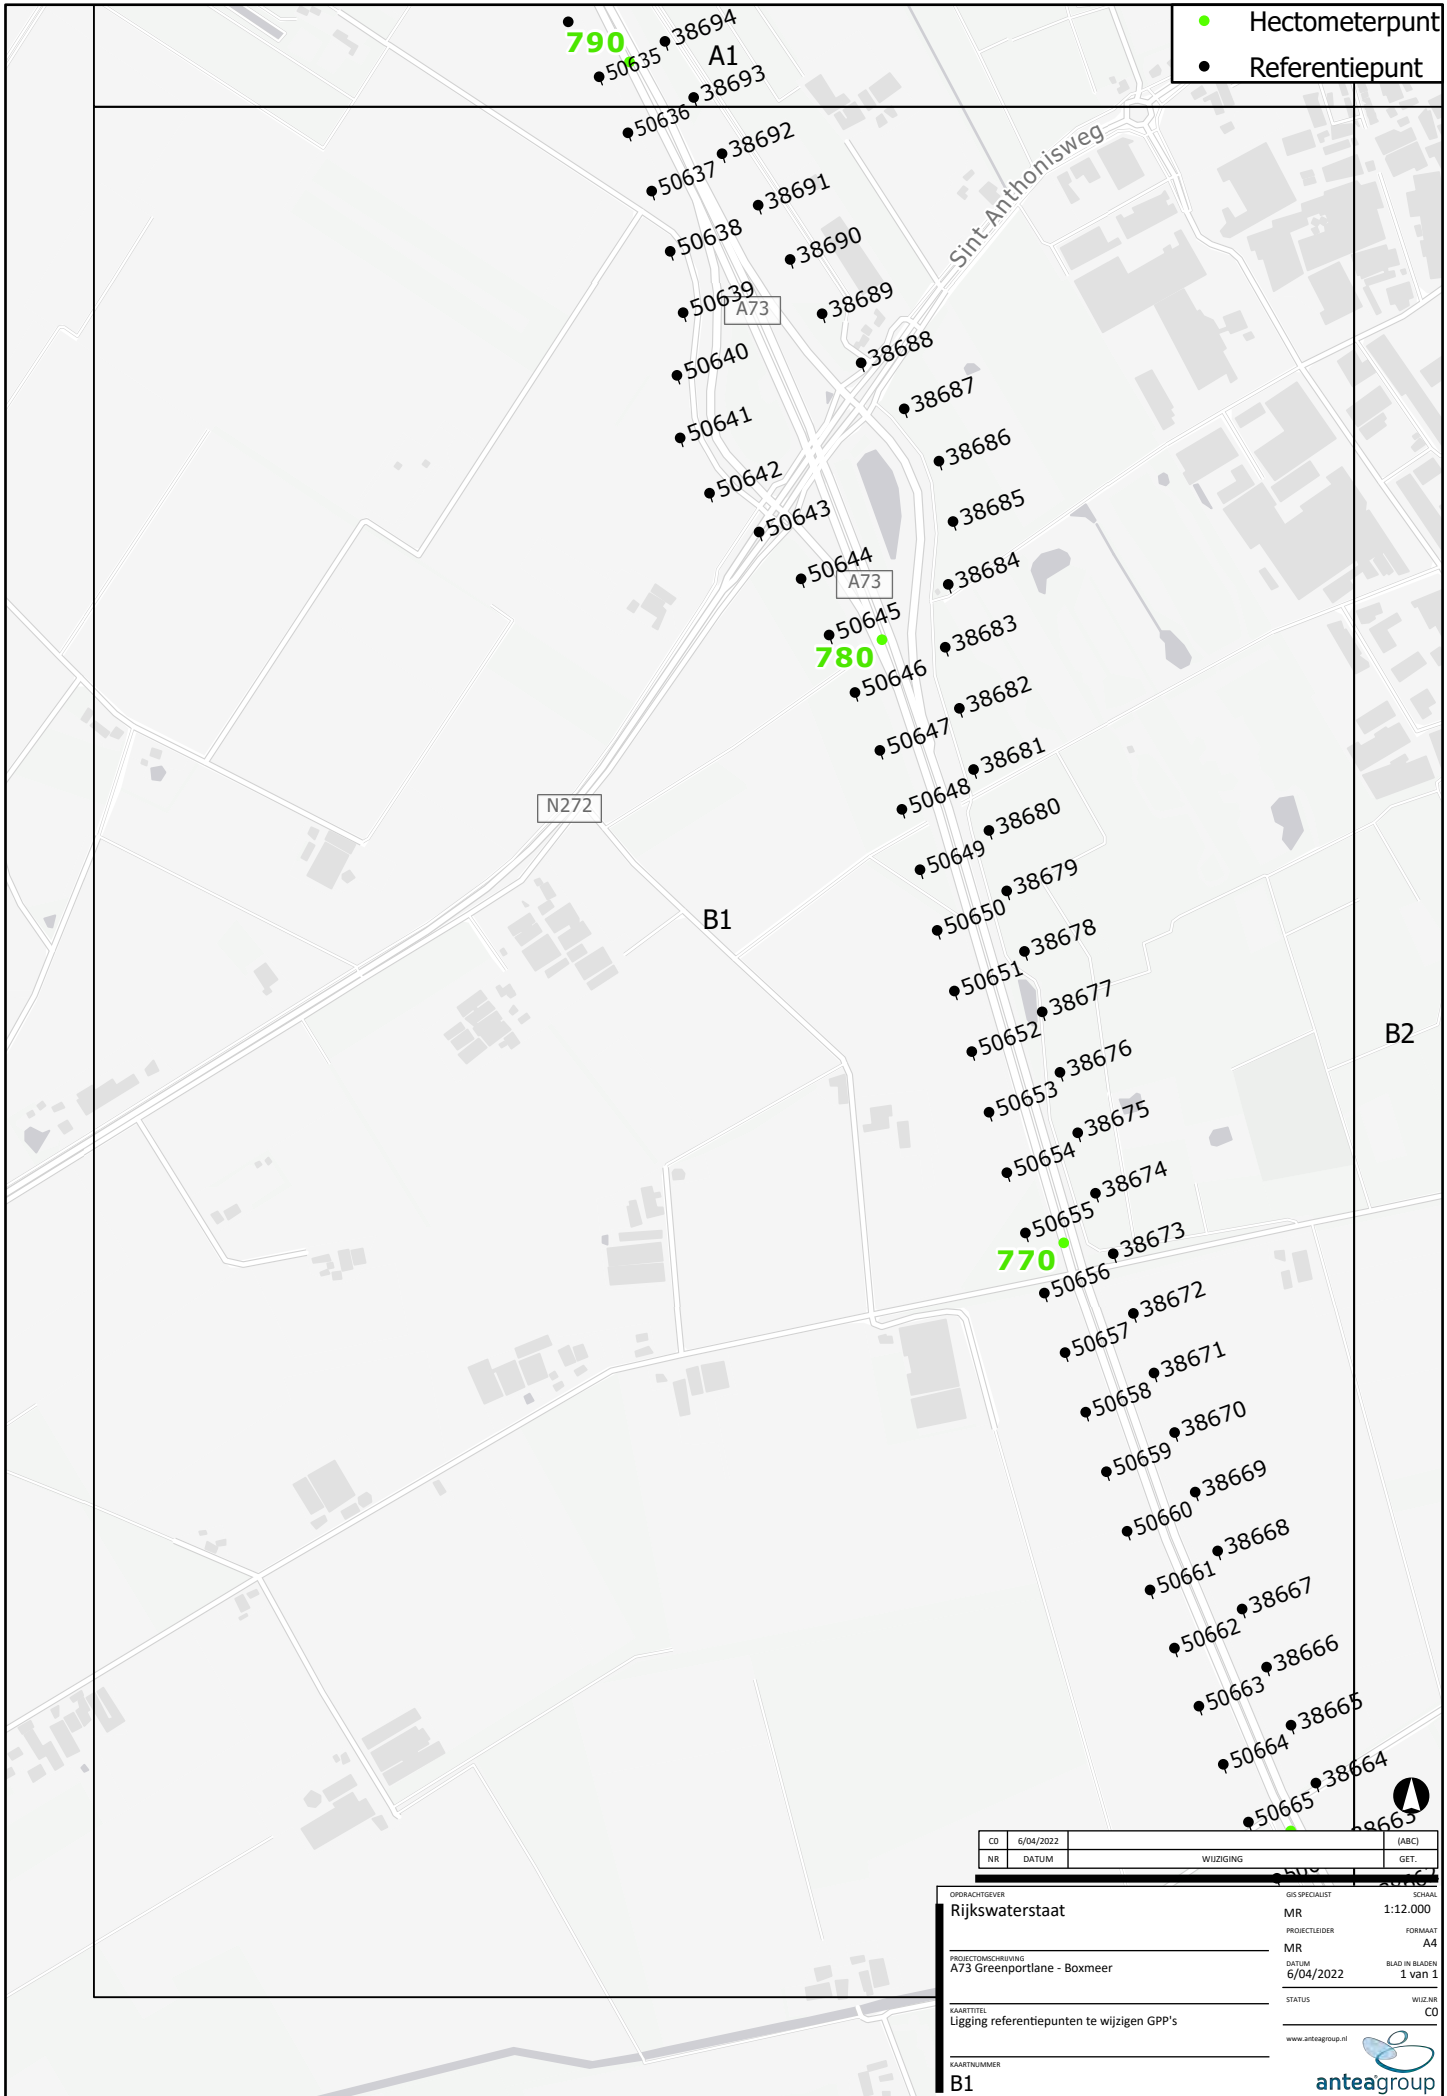 Hectometerpunt
Referentiepunt
790
38694
A1
50635
38693
50636
38692
Sint Anthonisweg
50637
38691
50638
38690
50639
A73
38689
50640
38688
50641
38687
50642
38686
50643
38685
50644
A73
38684
50645
780
38683
50646
38682
50647
38681
50648
N272
38680
50649
38679
50650
B1
38678
50651
38677
B2
50652
38676
50653
38675
50654
38674
50655
770
38673
50656
38672
50657
38671
50658
38670
50659
38669
50660
38668
50661
38667
50662
38666
50663
38665
50664
38664
50665
38663
C0 6/04/2022 (ABC)
NR DATUM WIJZIGING GET.
OPDRACHTGEVER
Rijkswaterstaat
GIS SPECIALIST SCHAAL
MR 1:12.000
PROJECTLEIDER FORMAAT
MR A4
PROJECTOMSCHRIJVING
A73 Greenportlane - Boxmeer
DATUM BLAD IN BLADEN
6/04/2022 1 van 1
STATUS WIJZ.NR
C0
KAARTTITEL
Ligging referentiepunten te wijzigen GPP's
www.anteagroup.nl
KAARTNUMMER
B1
anteagroup